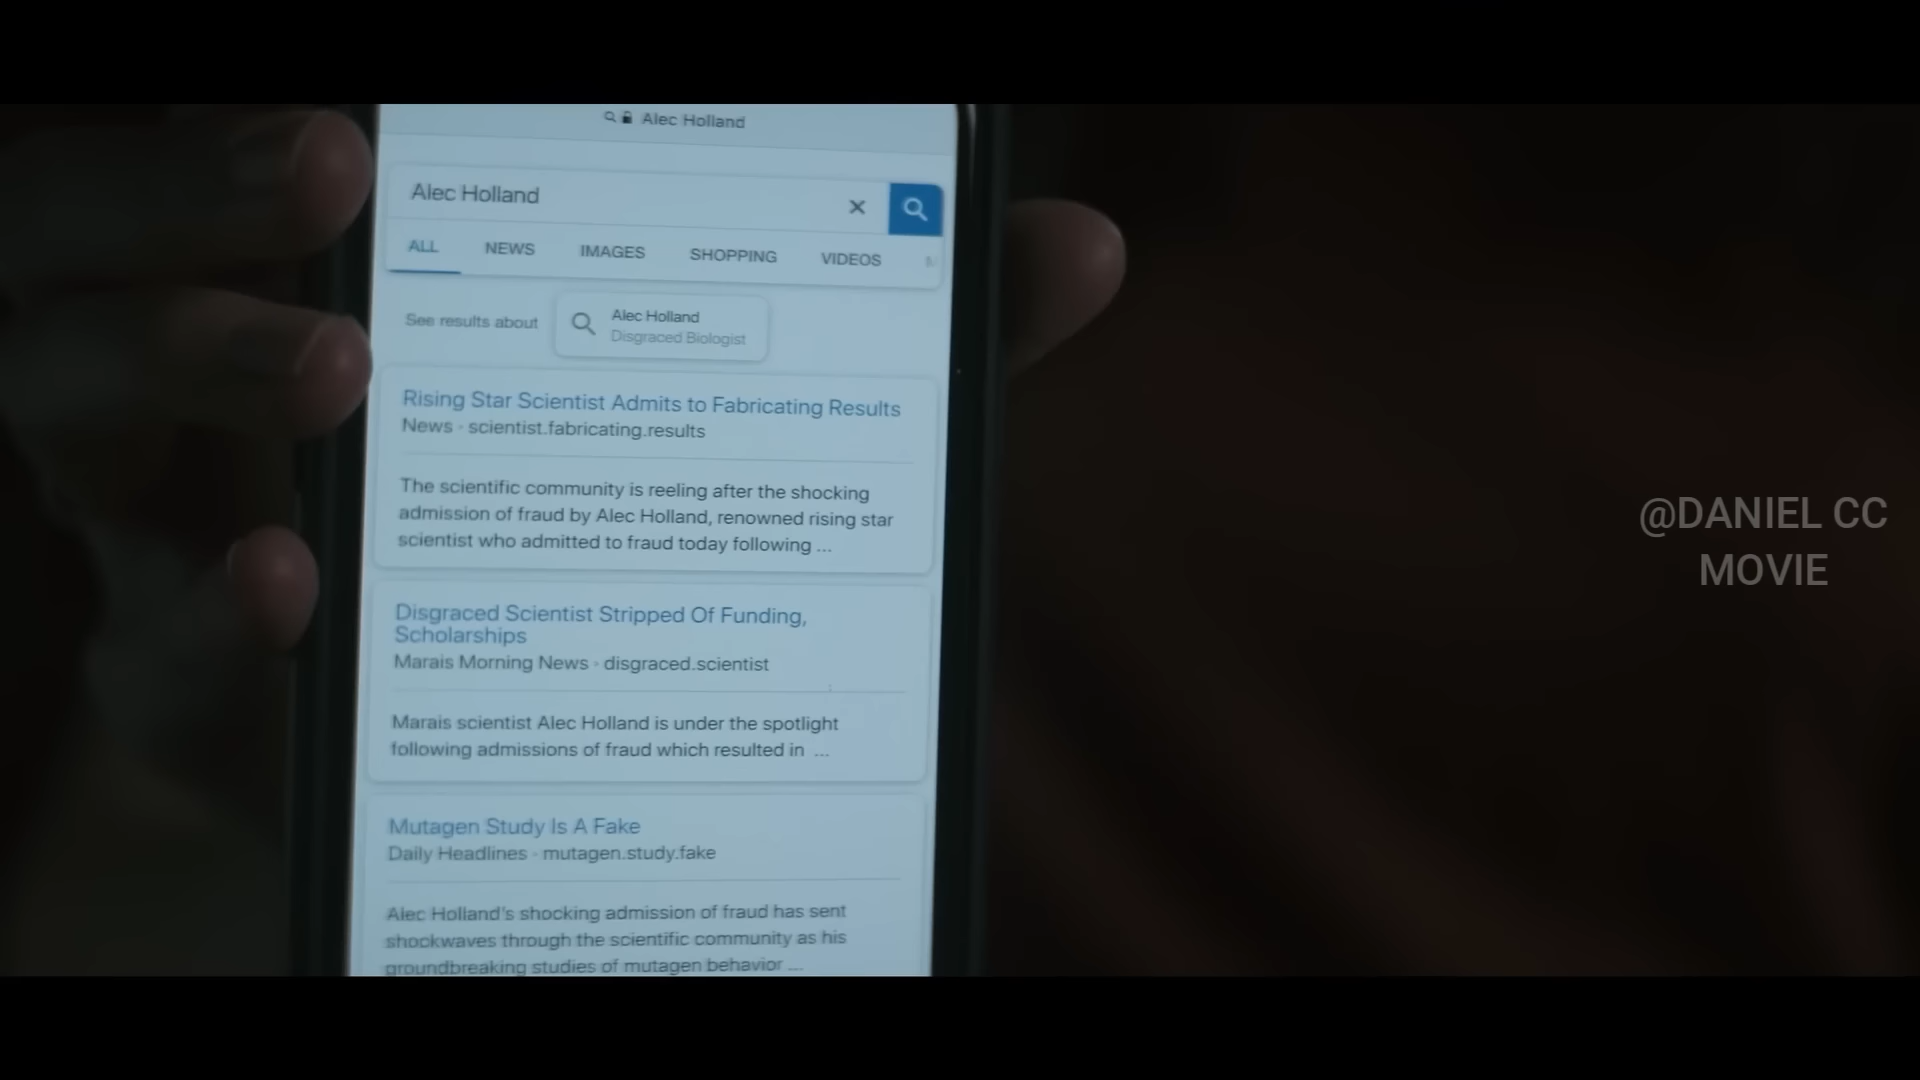 Alec Holland
Alec Holland
ALL NEWS IMAGES SHOPPING VIDEOS
See results about
Alec Holland
Disgraced Biologist
Rising Star Scientist Admits to Fabricating Results
News · scientist.fabricating.results
The scientific community is reeling after the shocking
admission of fraud by Alec Holland, renowned rising star
scientist who admitted to fraud today following ...
Disgraced Scientist Stripped Of Funding,
Scholarships
Marais Morning News · disgraced.scientist
Marais scientist Alec Holland is under the spotlight
following admissions of fraud which resulted in ...
Mutagen Study Is A Fake
Daily Headlines · mutagen.study.fake
Alec Holland's shocking admission of fraud has sent
shockwaves through the scientific community as his
groundbreaking studies of mutagen behavior ...
@DANIEL CC
MOVIE